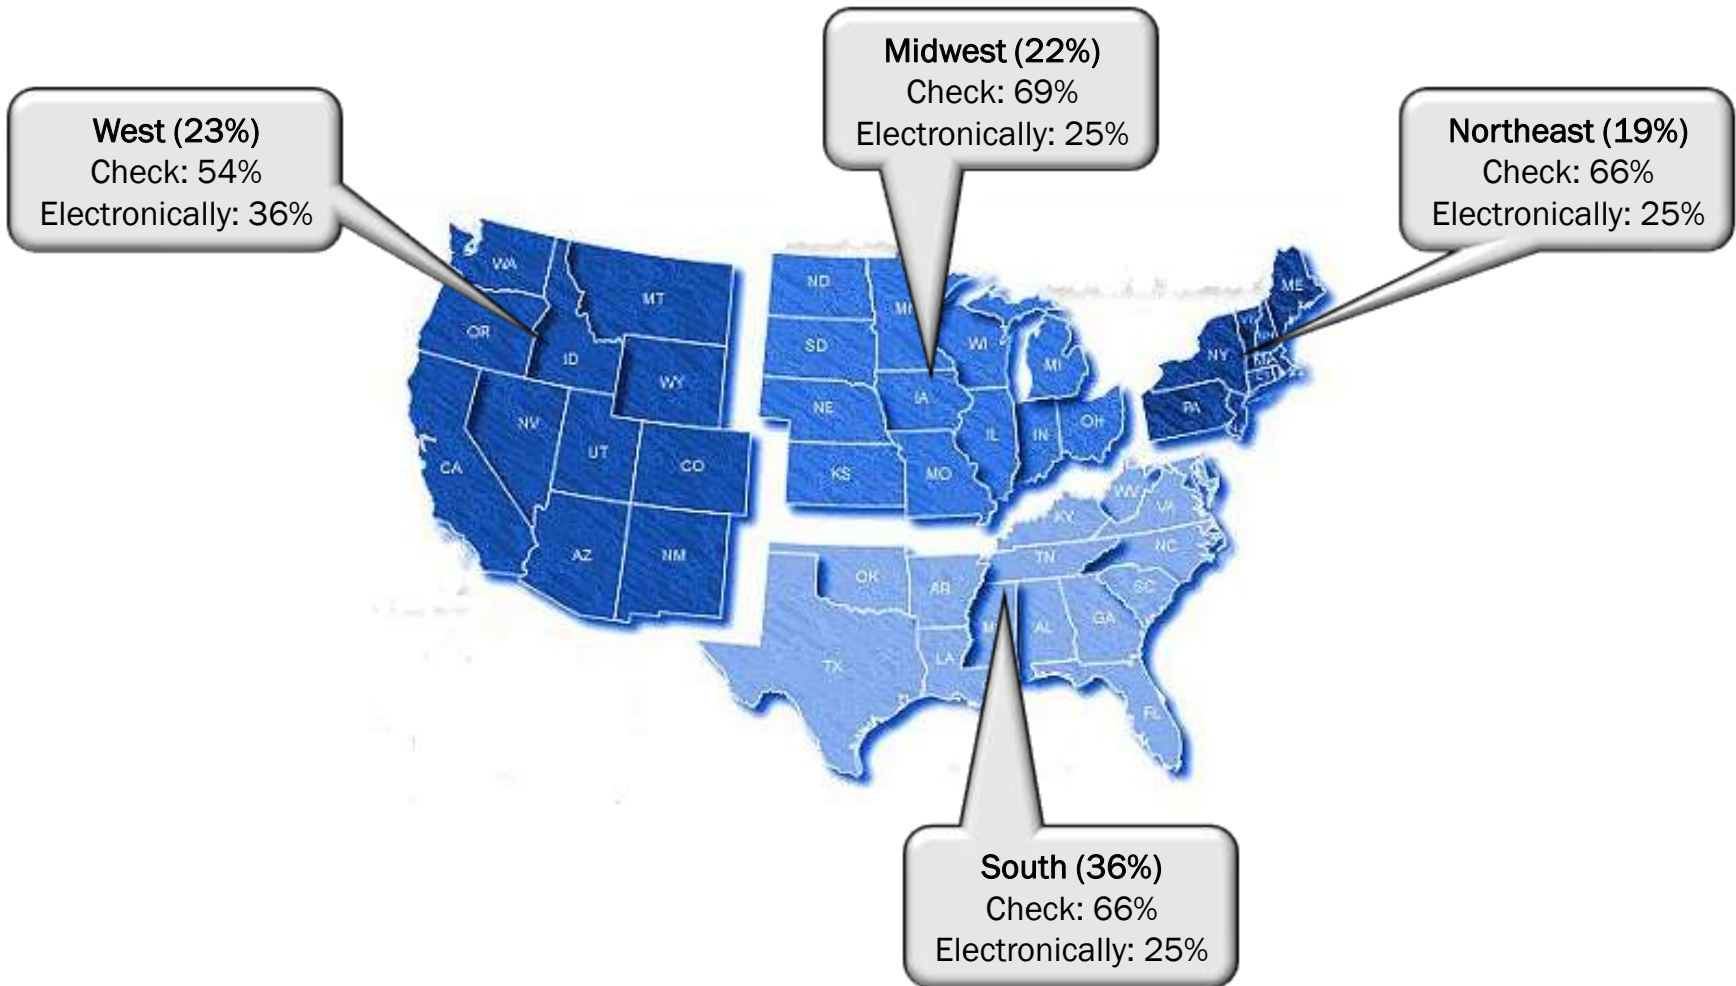 Midwest (22%)
Check: 69%
Electronically: 25%
West (23%)
Check: 54%
Electronically: 36%
Northeast (19%)
Check: 66%
Electronically: 25%
WA
MT
OR
ID
WY
NV
UT
CO
CA
AZ
NM
ND
SD
WI
MI
NE
IA
IL
IN
OH
KS
MO
ME
NY
MA
PA
WV
VA
KY
NC
TN
SC
OK
AR
AL
GA
LA
TX
FL
South (36%)
Check: 66%
Electronically: 25%